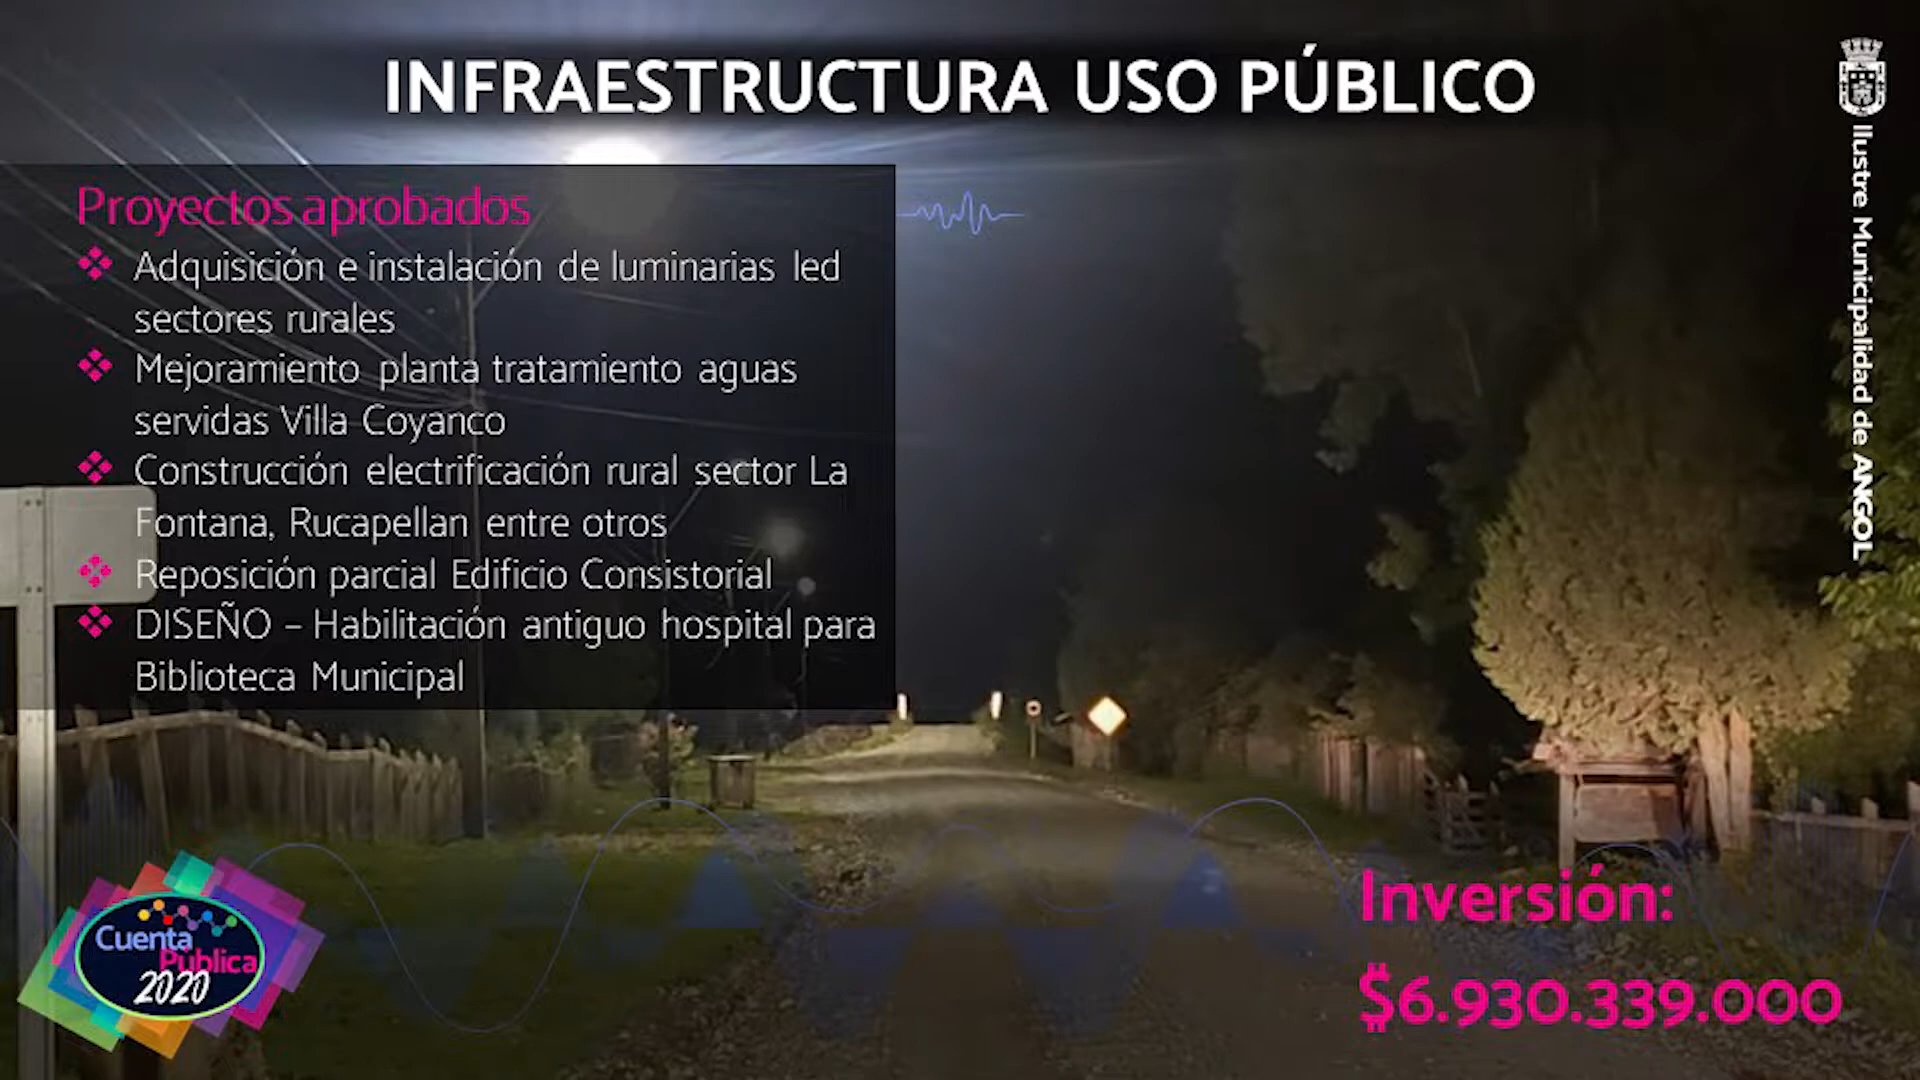 INFRAESTRUCTURA USO PÚBLICO
Proyectos aprobados
❖ Adquisición e instalación de luminarias led
sectores rurales
❖ Mejoramiento planta tratamiento aguas
servidas Villa Coyanco
❖ Construcción electrificación rural sector La
Fontana, Rucapellan entre otros
❖ Reposición parcial Edificio Consistorial
❖ DISEÑO – Habilitación antiguo hospital para
Biblioteca Municipal
Ilustre Municipalidad de ANGOL
Inversión:
$6.930.339.000
Cuenta
Pública
2020